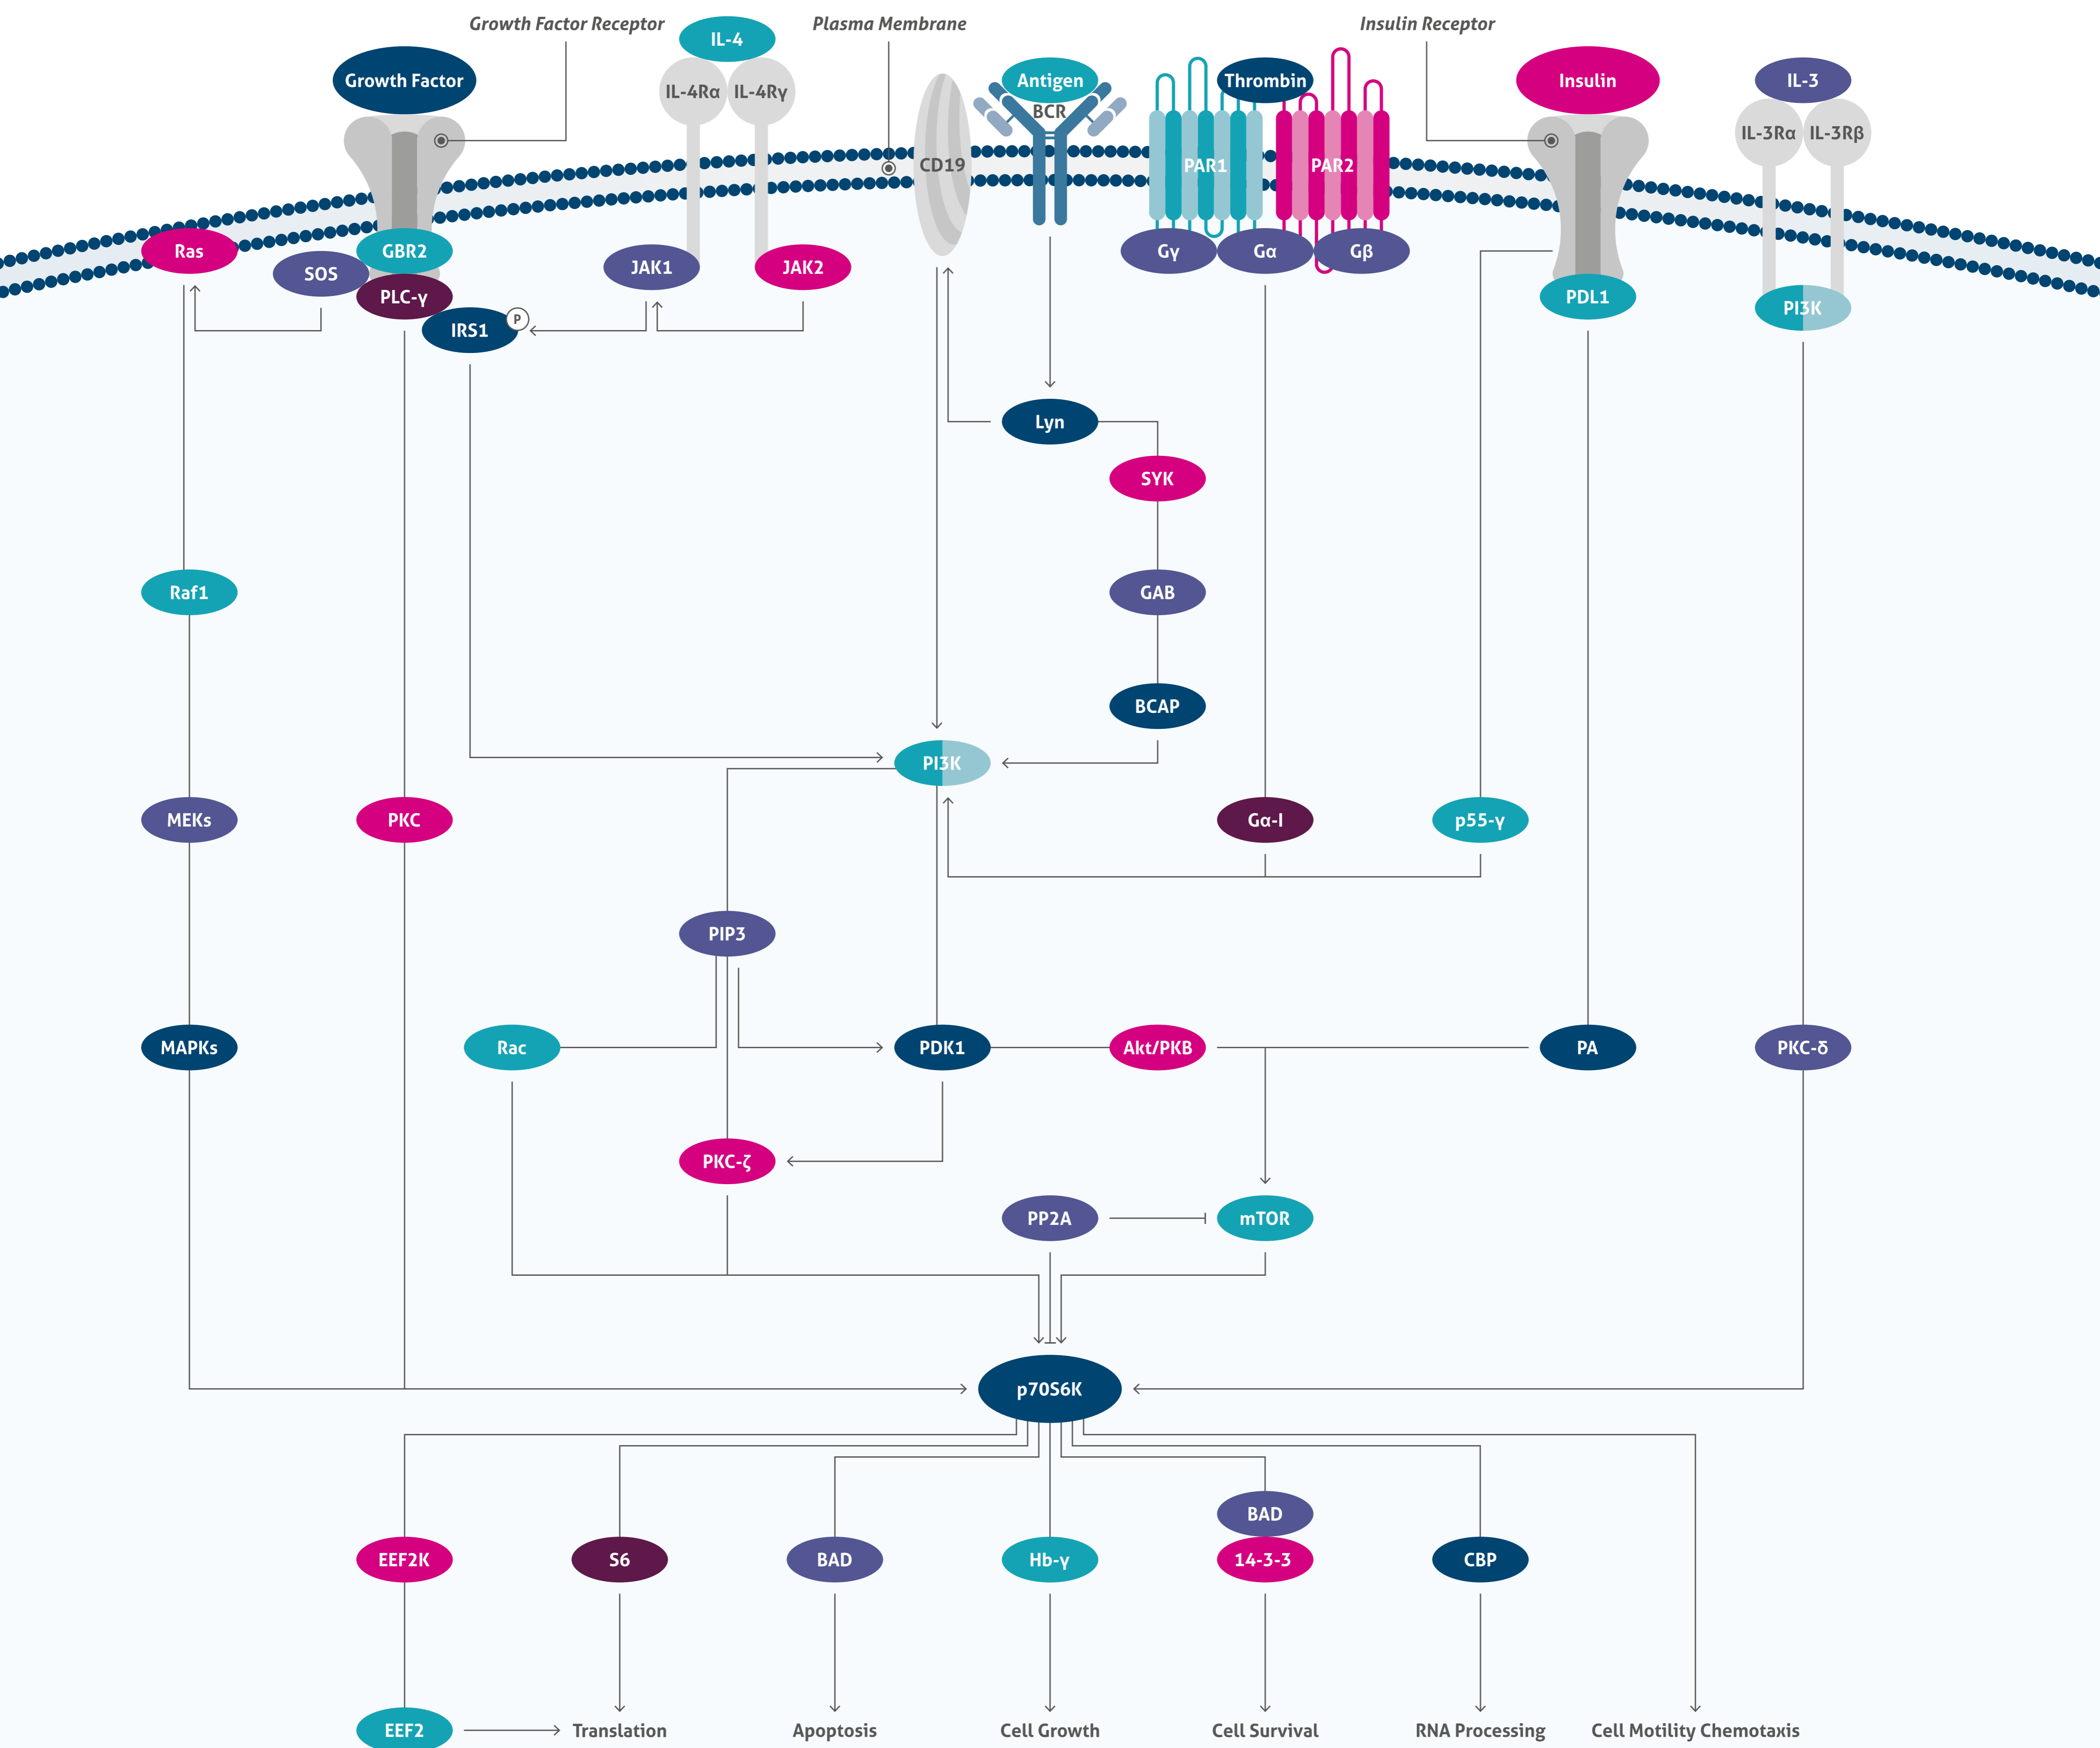 Growth Factor Receptor
Plasma Membrane
Insulin Receptor
IL-4
Growth Factor
IL-4Rα
IL-4Rγ
Antigen
BCR
Thrombin
Insulin
IL-3
IL-3Rα
IL-3Rβ
CD19
PAR1
PAR2
Ras
GBR2
SOS
PLC-γ
IRS1
P
JAK1
JAK2
Gγ
Gα
Gβ
PDL1
PI3K
Lyn
SYK
Raf1
GAB
BCAP
PI3K
MEKs
PKC
Gα-I
p55-γ
PIP3
MAPKs
Rac
PDK1
Akt/PKB
PA
PKC-δ
PKC-ζ
PP2A
mTOR
p70S6K
BAD
EEF2K
S6
BAD
Hb-γ
14-3-3
CBP
EEF2
Translation
Apoptosis
Cell Growth
Cell Survival
RNA Processing
Cell Motility Chemotaxis